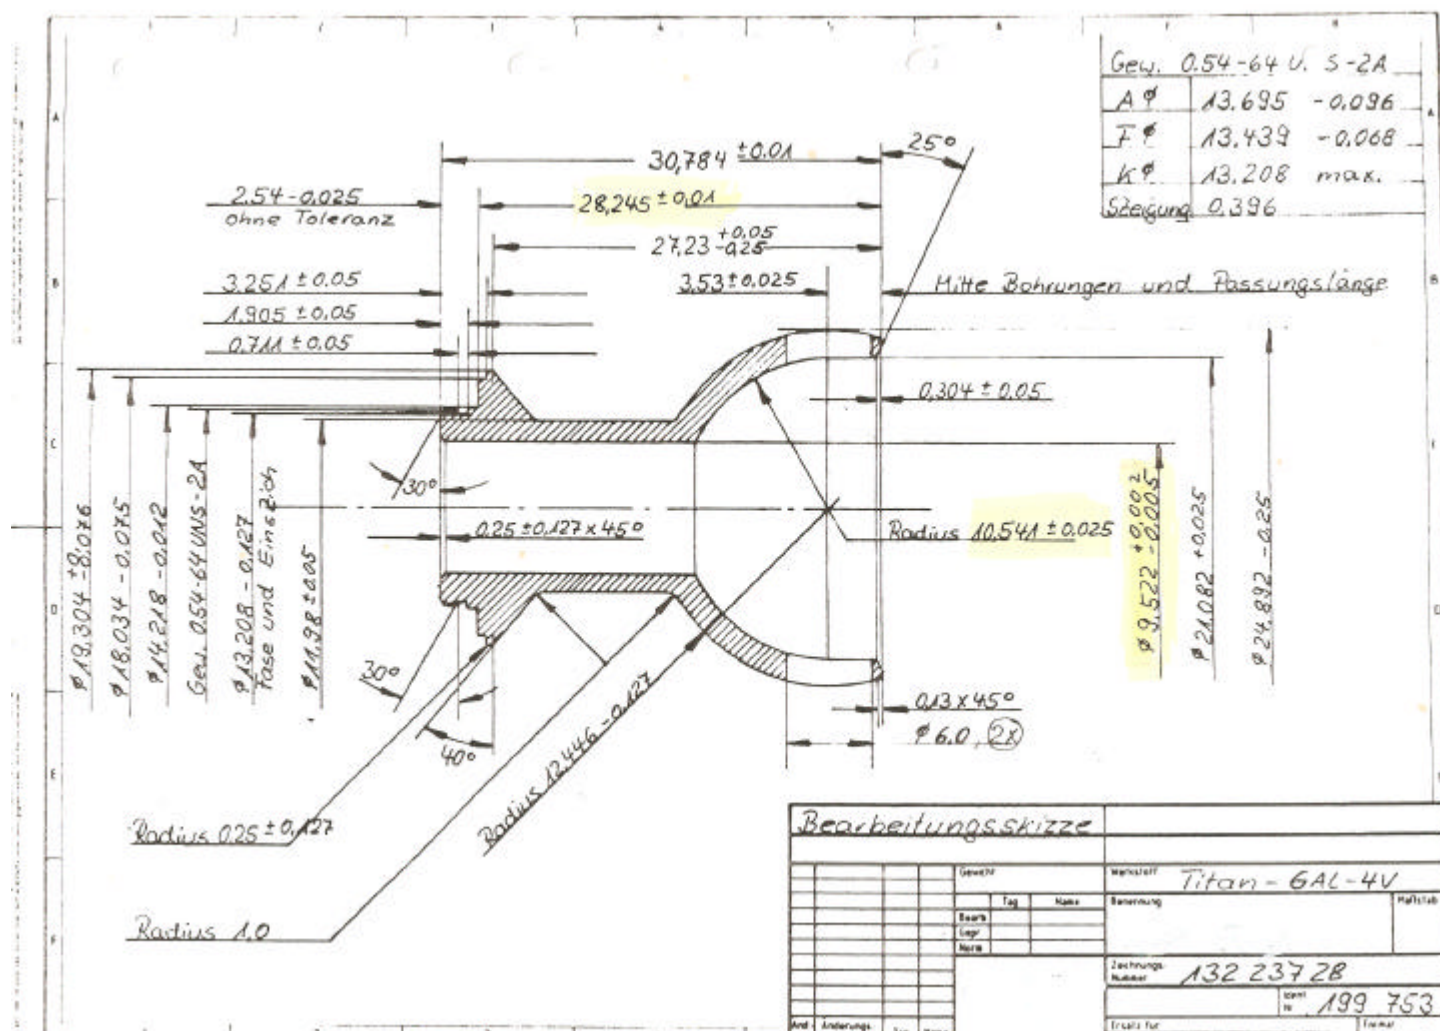 Gew. 0.54-64 U. S-2A
A ϕ 13.695 -0.096
F ϕ 13.439 -0.068
K ϕ 13.208 max.
Steigung 0,396
30,784 ±0.01
25°
2.54-0.025
ohne Toleranz
28,245 ±0,01
27,23 +0.05 -0,25
3.251 ±0.05
3,53 ±0.025
Mitte Bohrungen und Passungslänge
1,905 ±0.05
0,711 ±0.05
0,304 ±0.05
30°
0.25 ±0,127 x 45°
Radius 10,541 ±0.025
ϕ 19,304 ±0,076
ϕ 18,034 -0.075
ϕ 14,218 -0.012
Gew. 0.54-64 UNS-2A
ϕ 13,208 -0.127
Fase und Einstich
ϕ 11,98 ±0.05
ϕ 9,522 +0,002 -0,005
ϕ 21,082 +0,025
ϕ 24,892 -0.25
30°
40°
0,13 x 45°
ϕ 6.0, 2x
Radius 12,446 -0,127
Radius 0.25 ±0,127
Radius 1.0
Bearbeitungsskizze
Gewicht
Werkstoff Titan-6AL-4V
Tag Name
Benennung
Maßstab
Bearb
Gepr
Norm
Zeichnungs-
Nummer 132 237 28
Ident
Nr 199 753
Änd.
Änderungs
Ersatz für
Format
A
B
C
D
E
F